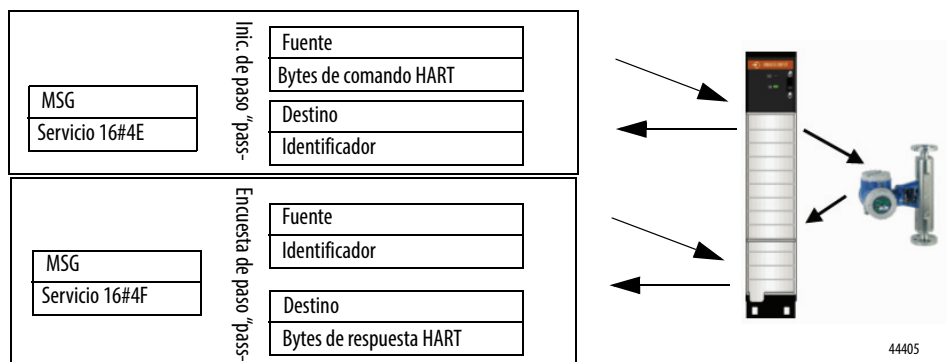 Inic. de paso "pass-
MSG
Servicio 16#4E
Fuente
Bytes de comando HART
Destino
Identificador
Encuesta de paso "pass-
MSG
Servicio 16#4F
Fuente
Identificador
Destino
Bytes de respuesta HART
44405